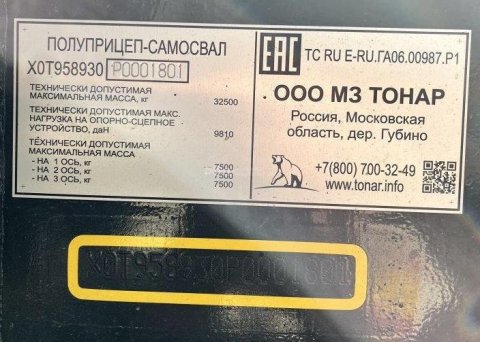 ПОЛУПРИЦЕП-САМОСВАЛ
X0T958930 P0001801
ТЕХНИЧЕСКИ ДОПУСТИМАЯ
МАКСИМАЛЬНАЯ МАССА, кг 32500
ТЕХНИЧЕСКИ ДОПУСТИМАЯ МАКС.
НАГРУЗКА НА ОПОРНО-СЦЕПНОЕ
УСТРОЙСТВО, даН 9810
ТЕХНИЧЕСКИ ДОПУСТИМАЯ
МАКСИМАЛЬНАЯ МАССА
- НА 1 ОСЬ, кг 7500
- НА 2 ОСЬ, кг 7500
- НА 3 ОСЬ, кг 7500
EAC TC RU E-RU.ГА06.00987.P1
ООО МЗ ТОНАР
Россия, Московская
область, дер. Губино
+7(800) 700-32-49
www.tonar.info
X0T958930P0001801